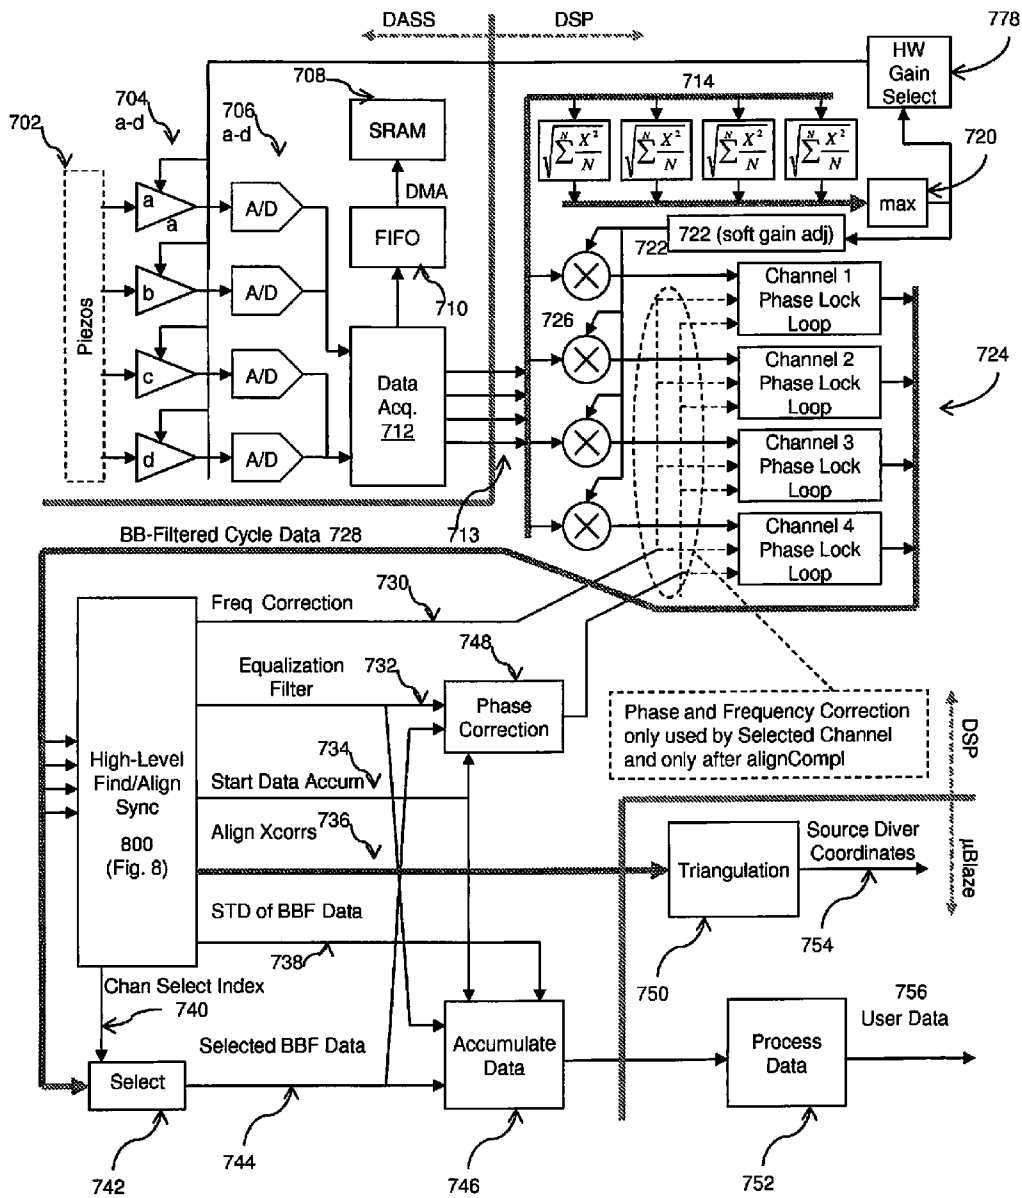 DASS
DSP
778
HW
Gain
Select
708
704
a-d
706
a-d
714
702
SRAM
√∑ᴺ X²/N
√∑ᴺ X²/N
√∑ᴺ X²/N
√∑ᴺ X²/N
720
DMA
max
a
a
A/D
FIFO
722 (soft gain adj)
722
Channel 1
Phase Lock
Loop
b
A/D
710
726
Piezos
Channel 2
Phase Lock
Loop
724
c
A/D
Data
Acq.
712
Channel 3
Phase Lock
Loop
d
A/D
Channel 4
Phase Lock
Loop
BB-Filtered Cycle Data 728
713
Freq Correction
730
748
Equalization
Filter
732
Phase
Correction
Phase and Frequency Correction
only used by Selected Channel
and only after alignCompl
DSP
High-Level
Find/Align
Sync
800
(Fig. 8)
734
Start Data Accum
Align Xcorrs
736
Triangulation
Source Diver
Coordinates
µBlaze
STD of BBF Data
738
754
750
Chan Select Index
740
756
User Data
Selected BBF Data
Accumulate
Data
Process
Data
Select
742
744
746
752